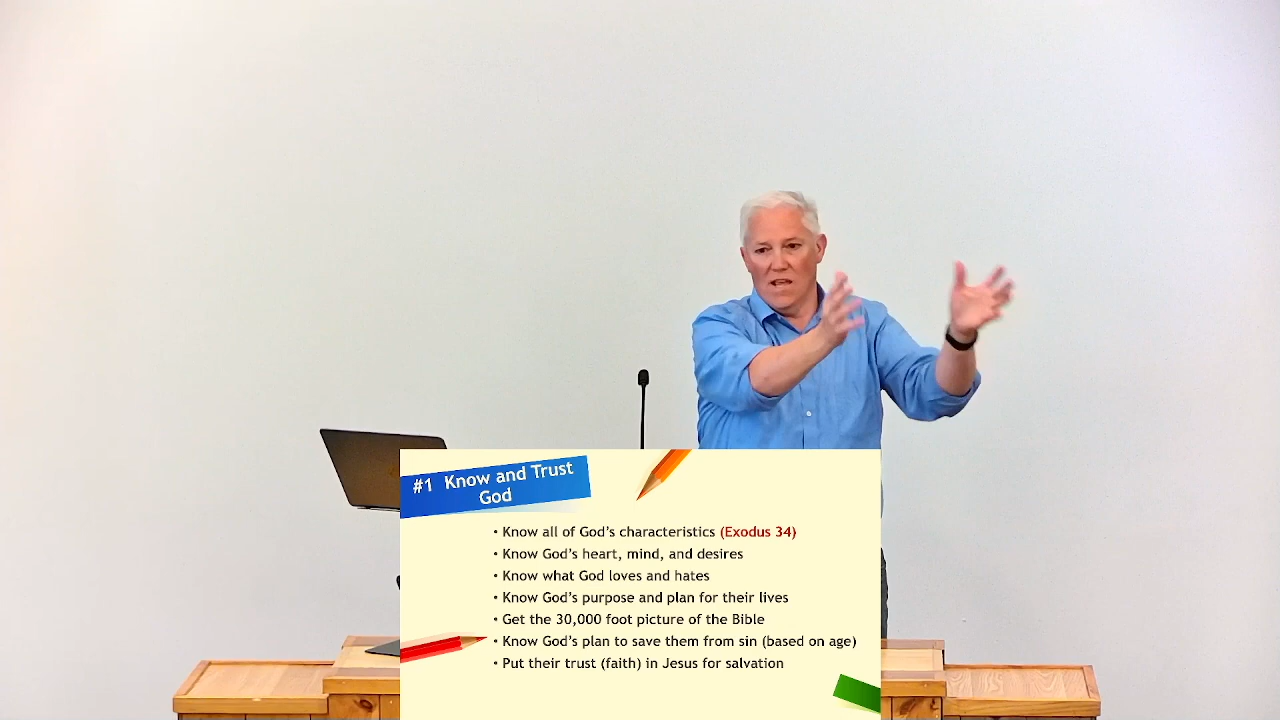 #1 Know and Trust
God
• Know all of God's characteristics (Exodus 34)
• Know God's heart, mind, and desires
• Know what God loves and hates
• Know God's purpose and plan for their lives
• Get the 30,000 foot picture of the Bible
• Know God's plan to save them from sin (based on age)
• Put their trust (faith) in Jesus for salvation